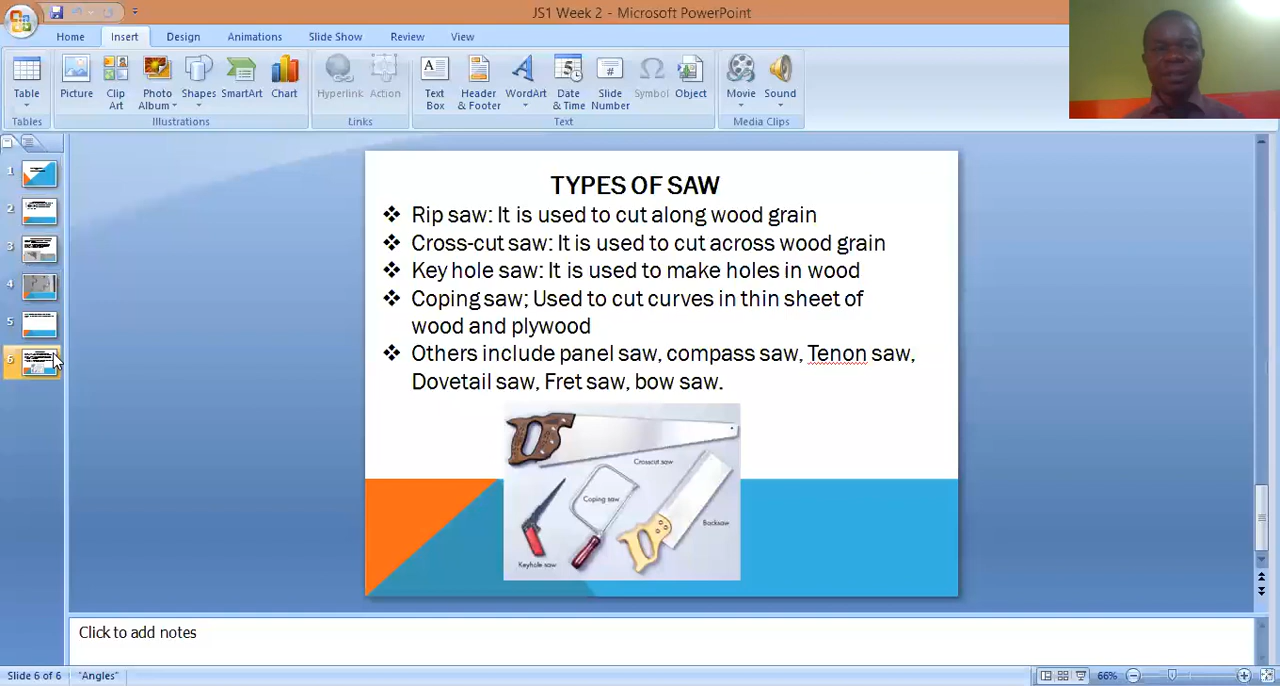 JS1 Week 2 - Microsoft PowerPoint
Home Insert Design Animations Slide Show Review View
Table Picture Clip Art Photo Album Shapes SmartArt Chart Hyperlink Action Text Box Header & Footer WordArt Date & Time Slide Number Symbol Object Movie Sound
Tables Illustrations Links Text Media Clips
1
2
3
4
5
6
TYPES OF SAW
❖ Rip saw: It is used to cut along wood grain
❖ Cross-cut saw: It is used to cut across wood grain
❖ Key hole saw: It is used to make holes in wood
❖ Coping saw; Used to cut curves in thin sheet of
wood and plywood
❖ Others include panel saw, compass saw, Tenon saw,
Dovetail saw, Fret saw, bow saw.
Crosscut saw
Coping saw
Backsaw
Keyhole saw
Click to add notes
Slide 6 of 6 "Angles" 66%